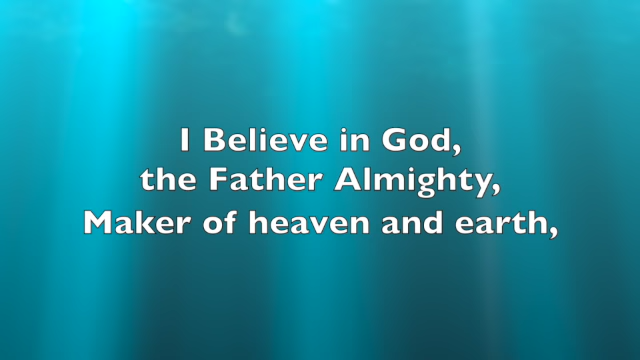 I Believe in God,
the Father Almighty,
Maker of heaven and earth,